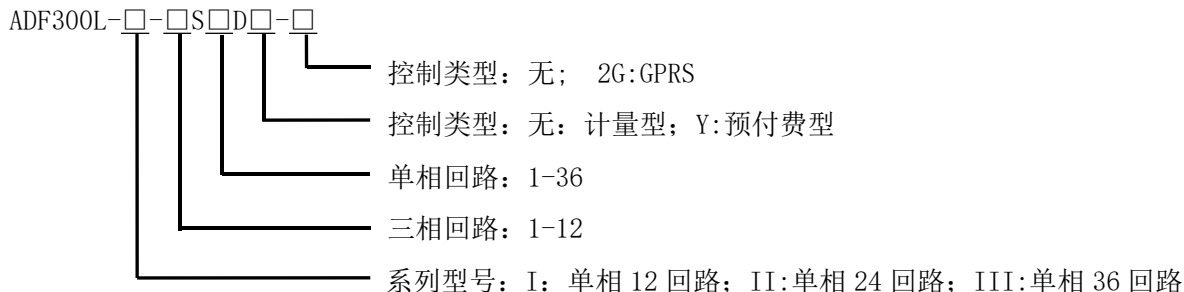 ADF300L-□-□S□D□-□
控制类型：无； 2G:GPRS
控制类型：无：计量型；Y:预付费型
单相回路：1-36
三相回路：1-12
系列型号：I：单相 12 回路；II:单相 24 回路；III:单相 36 回路